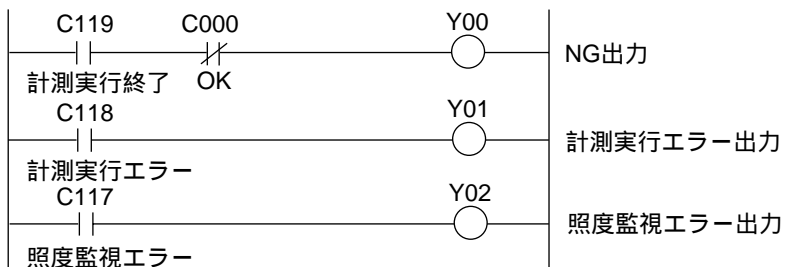 C119 C000 Y00
NG出力
計測実行終了 OK
C118 Y01
計測実行エラー出力
計測実行エラー
C117 Y02
照度監視エラー出力
照度監視エラー